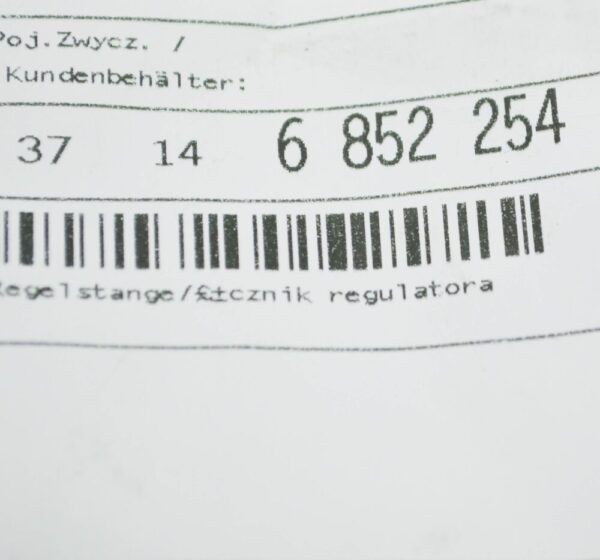 Poj.Zwycz. /
Kundenbehälter:
37 14 6 852 254
Regelstange/£±cznik regulatora